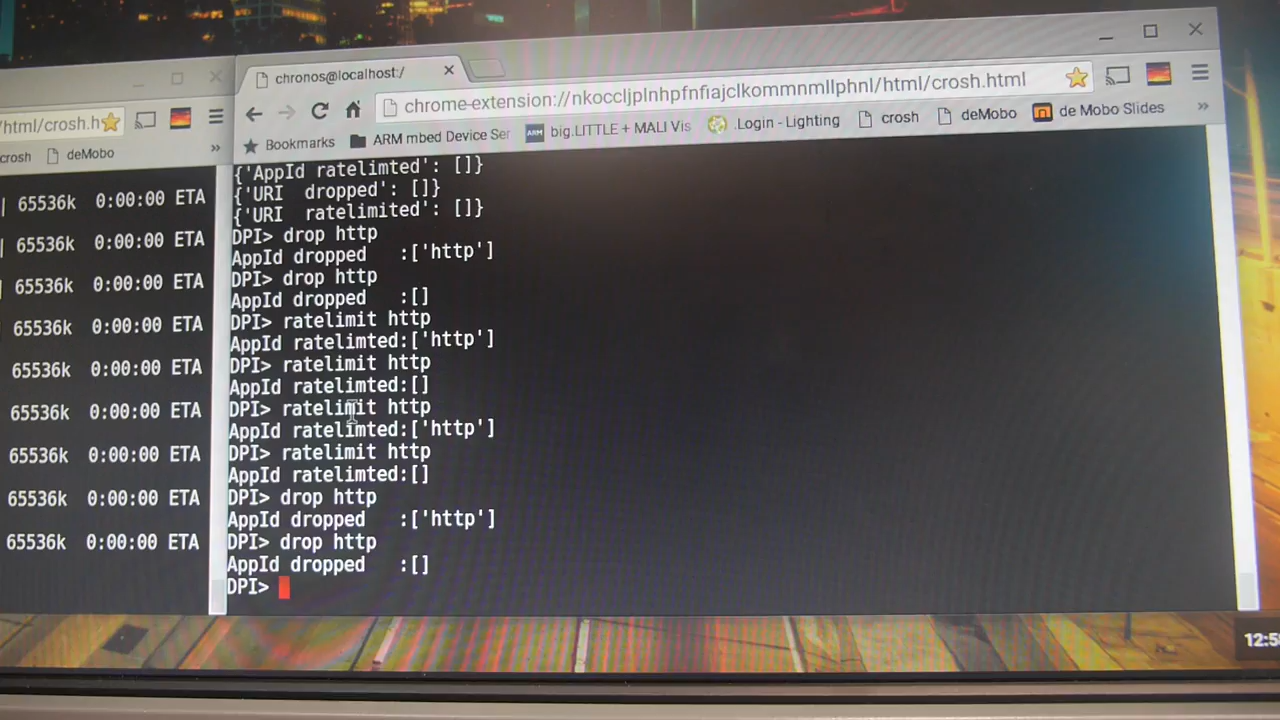 chronos@localhost:/
chrome-extension://nkoccljplnhpfnfiajclkommnmllphnl/html/crosh.html
Bookmarks ARM mbed Device Ser ARM big.LITTLE + MALI Vis .Login - Lighting crosh deMobo de Mobo Slides »
{'AppId ratelimted': []}
{'URI  dropped': []}
{'URI  ratelimited': []}
DPI> drop http
AppId dropped   :['http']
DPI> drop http
AppId dropped   :[]
DPI> ratelimit http
AppId ratelimted:['http']
DPI> ratelimit http
AppId ratelimted:[]
DPI> ratelimit http
AppId ratelimted:['http']
DPI> ratelimit http
AppId ratelimted:[]
DPI> drop http
AppId dropped   :['http']
DPI> drop http
AppId dropped   :[]
DPI>
/html/crosh.h
crosh deMobo »
| 65536k  0:00:00 ETA
| 65536k  0:00:00 ETA
| 65536k  0:00:00 ETA
65536k  0:00:00 ETA
65536k  0:00:00 ETA
65536k  0:00:00 ETA
65536k  0:00:00 ETA
65536k  0:00:00 ETA
65536k  0:00:00 ETA